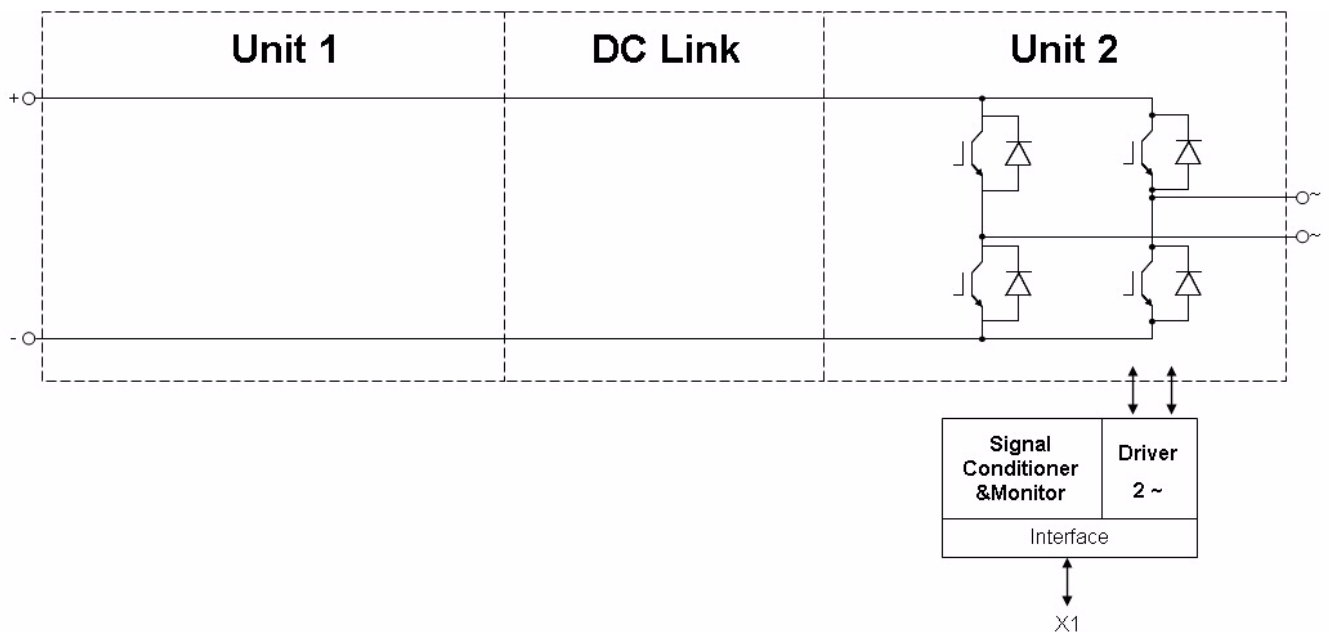 Unit 1
DC Link
Unit 2
+
~
~
-
Signal
Conditioner
&Monitor
Driver
2 ~
Interface
X1